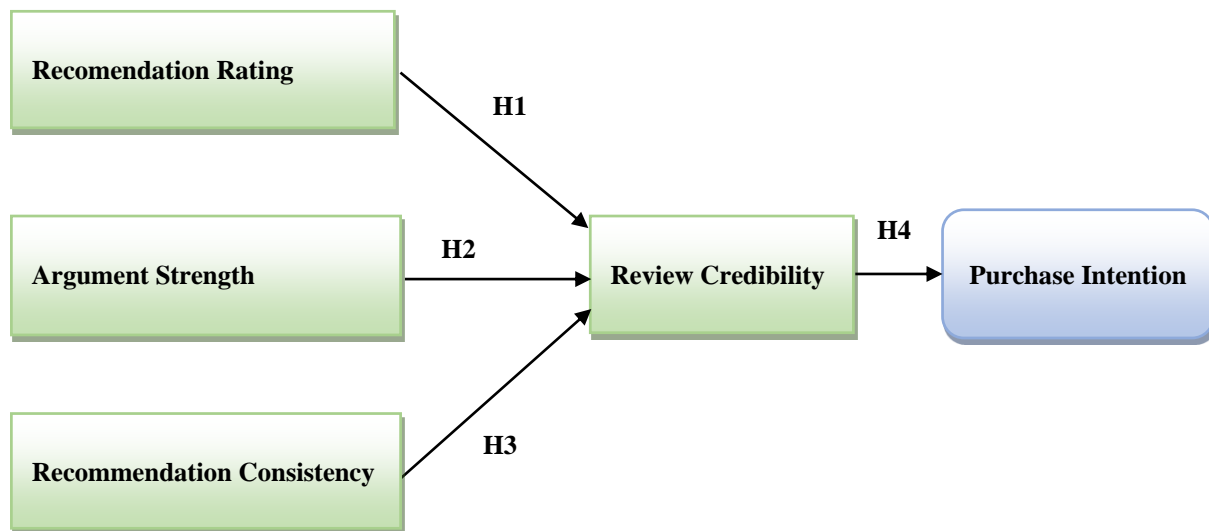 Recomendation Rating
H1
Argument Strength
H2
Review Credibility
H4
Purchase Intention
Recommendation Consistency
H3